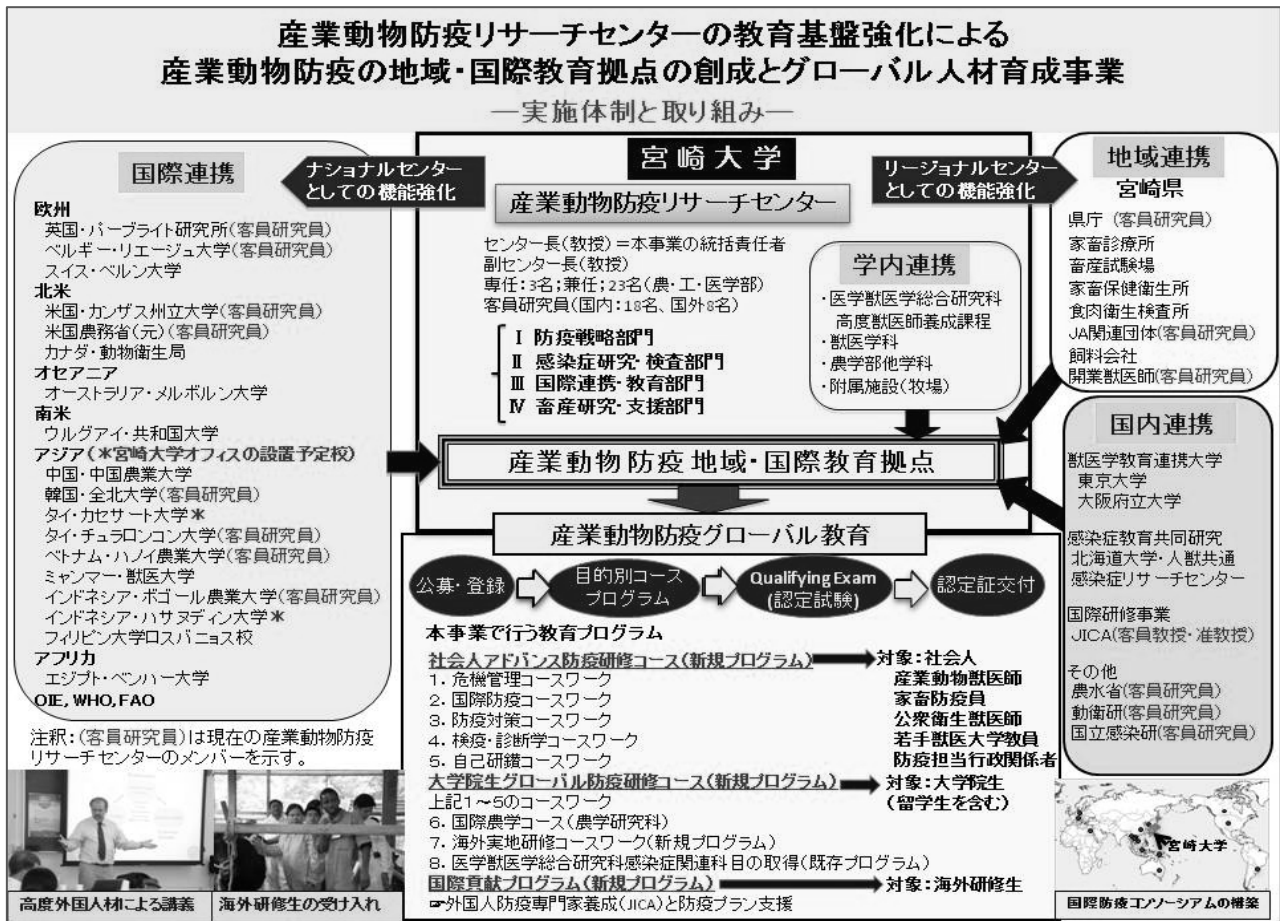 産業動物防疫リサーチセンターの教育基盤強化による
産業動物防疫の地域・国際教育拠点の創成とグローバル人材育成事業
―実施体制と取り組み―
国際連携
欧州
英国・パーブライト研究所(客員研究員)
ベルギー・リエージュ大学(客員研究員)
スイス・ベルン大学
北米
米国・カンザス州立大学(客員研究員)
米国農務省(元)(客員研究員)
カナダ・動物衛生局
オセアニア
オーストラリア・メルボルン大学
南米
ウルグアイ・共和国大学
アジア(*宮崎大学オフィスの設置予定校)
中国・中国農業大学
韓国・全北大学(客員研究員)
タイ・カセサート大学*
タイ・チュラロンコン大学(客員研究員)
ベトナム・ハノイ農業大学(客員研究員)
ミャンマー・獣医大学
インドネシア・ボゴール農業大学(客員研究員)
インドネシア・ハサヌディン大学*
フィリピン大学ロスバニョス校
アフリカ
エジプト・ベンハー大学
OIE, WHO, FAO
注釈:(客員研究員)は現在の産業動物防疫
リサーチセンターのメンバーを示す。
高度外国人材による講義
海外研修生の受け入れ
ナショナルセンター
としての機能強化
宮崎大学
産業動物防疫リサーチセンター
センター長(教授)=本事業の統括責任者
副センター長(教授)
専任:3名;兼任;23名(農・工・医学部)
客員研究員(国内:18名、国外8名)
Ⅰ 防疫戦略部門
Ⅱ 感染症研究・検査部門
Ⅲ 国際連携・教育部門
Ⅳ 畜産研究・支援部門
リージョナルセンター
としての機能強化
学内連携
・医学獣医学総合研究科
高度獣医師養成課程
・獣医学科
・農学部他学科
・附属施設(牧場)
産業動物防疫地域・国際教育拠点
産業動物防疫グローバル教育
公募・登録
目的別コース
プログラム
Qualifying Exam
(認定試験)
認定証交付
本事業で行う教育プログラム
社会人アドバンス防疫研修コース(新規プログラム)
1. 危機管理コースワーク
2. 国際防疫コースワーク
3. 防疫対策コースワーク
4. 検疫・診断学コースワーク
5. 自己研鑽コースワーク
対象:社会人
産業動物獣医師
家畜防疫員
公衆衛生獣医師
若手獣医大学教員
防疫担当行政関係者
大学院生グローバル防疫研修コース(新規プログラム)
上記1~5のコースワーク
6. 国際農学コース(農学研究科)
7. 海外実地研修コースワーク(新規プログラム)
8. 医学獣医学総合研究科感染症関連科目の取得(既存プログラム)
対象:大学院生
(留学生を含む)
国際貢献プログラム(新規プログラム)
対象:海外研修生
☞外国人防疫専門家養成(JICA)と防疫プラン支援
地域連携
宮崎県
県庁(客員研究員)
家畜診療所
畜産試験場
家畜保健衛生所
食肉衛生検査所
JA関連団体(客員研究員)
飼料会社
開業獣医師(客員研究員)
国内連携
獣医学教育連携大学
東京大学
大阪府立大学
感染症教育共同研究
北海道大学・人獣共通
感染症リサーチセンター
国際研修事業
JICA(客員教授・准教授)
その他
農水省(客員研究員)
動衛研(客員研究員)
国立感染研(客員研究員)
宮崎大学
国際防疫コンソーシアムの構築